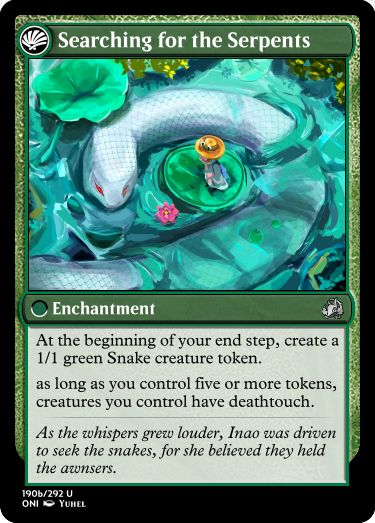 Searching for the Serpents
Enchantment
At the beginning of your end step, create a
1/1 green Snake creature token.
as long as you control five or more tokens,
creatures you control have deathtouch.
As the whispers grew louder, Inao was driven
to seek the snakes, for she believed they held
the awnsers.
190b/292 U
ONI Yuhel